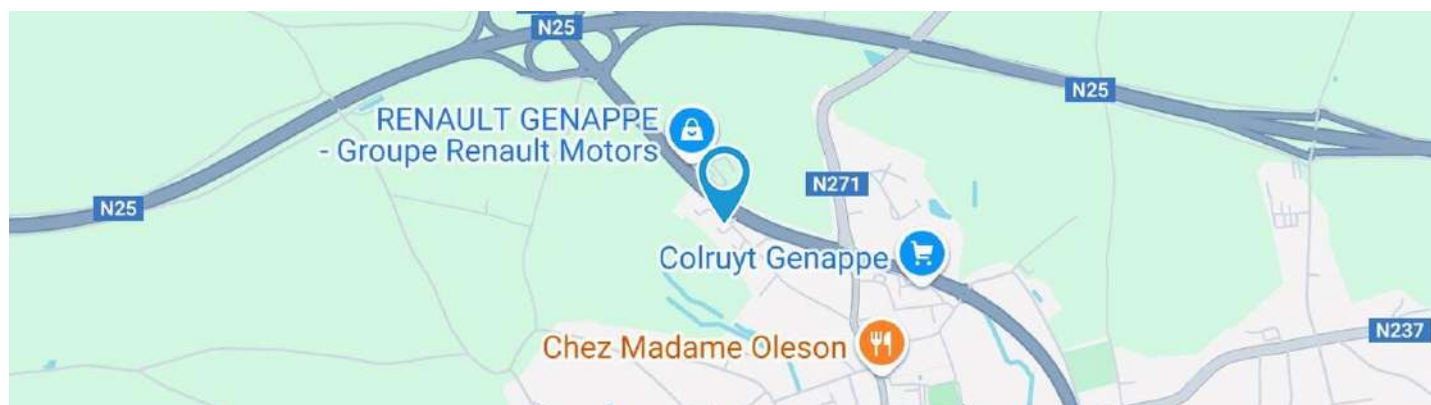 N25
N25
RENAULT GENAPPE
- Groupe Renault Motors
N271
N25
Colruyt Genappe
N237
Chez Madame Oleson